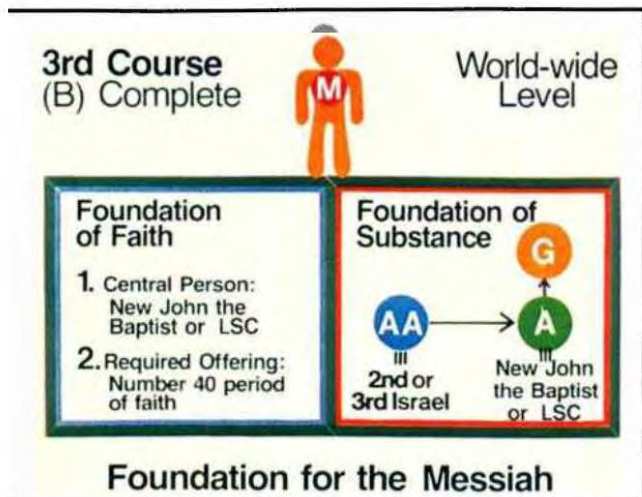 3rd Course
(B) Complete
M
World-wide
Level
Foundation
of Faith
1. Central Person:
New John the
Baptist or LSC
2. Required Offering:
Number 40 period
of faith
Foundation of
Substance
G
AA
A
2nd or
3rd Israel
New John
the Baptist
or LSC
Foundation for the Messiah